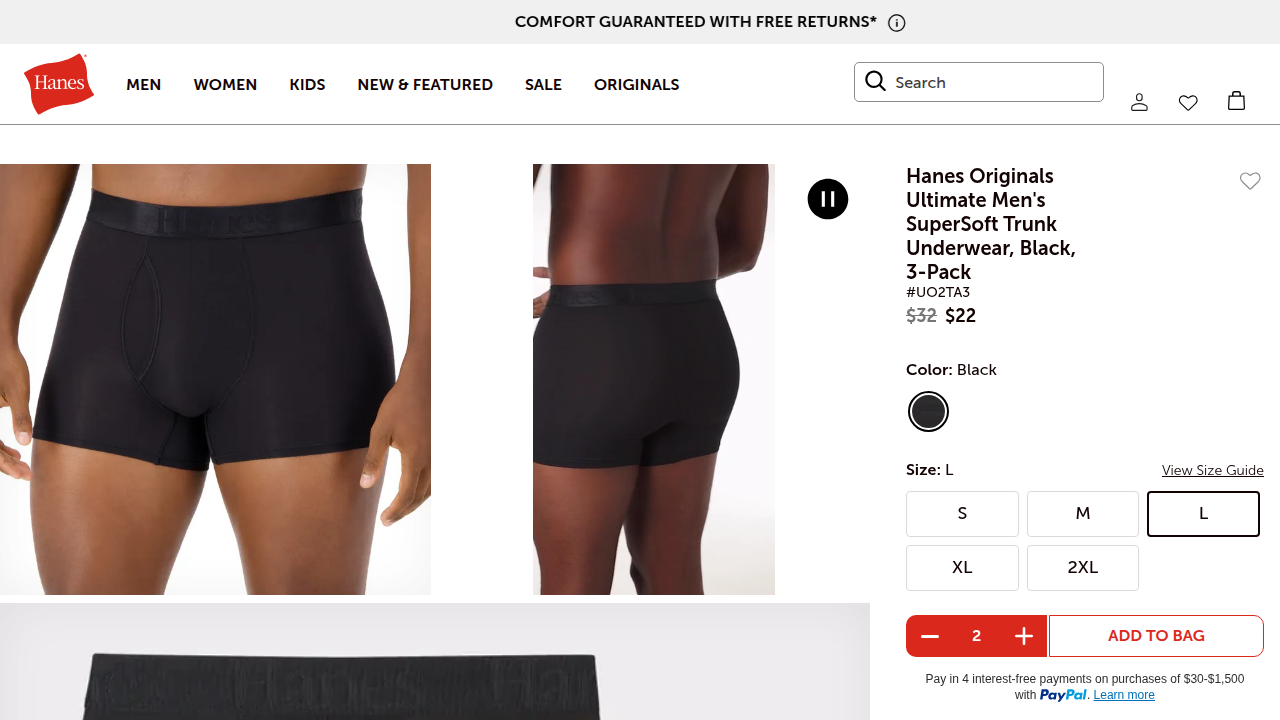 COMFORT GUARANTEED WITH FREE RETURNS*
Hanes
MEN
WOMEN
KIDS
NEW & FEATURED
SALE
ORIGINALS
Search
Hanes Originals
Ultimate Men's
SuperSoft Trunk
Underwear, Black,
3-Pack
#UO2TA3
$32 $22
Color: Black
Size: L
View Size Guide
S
M
L
XL
2XL
2
ADD TO BAG
Pay in 4 interest-free payments on purchases of $30-$1,500
with PayPal. Learn more
Hanes